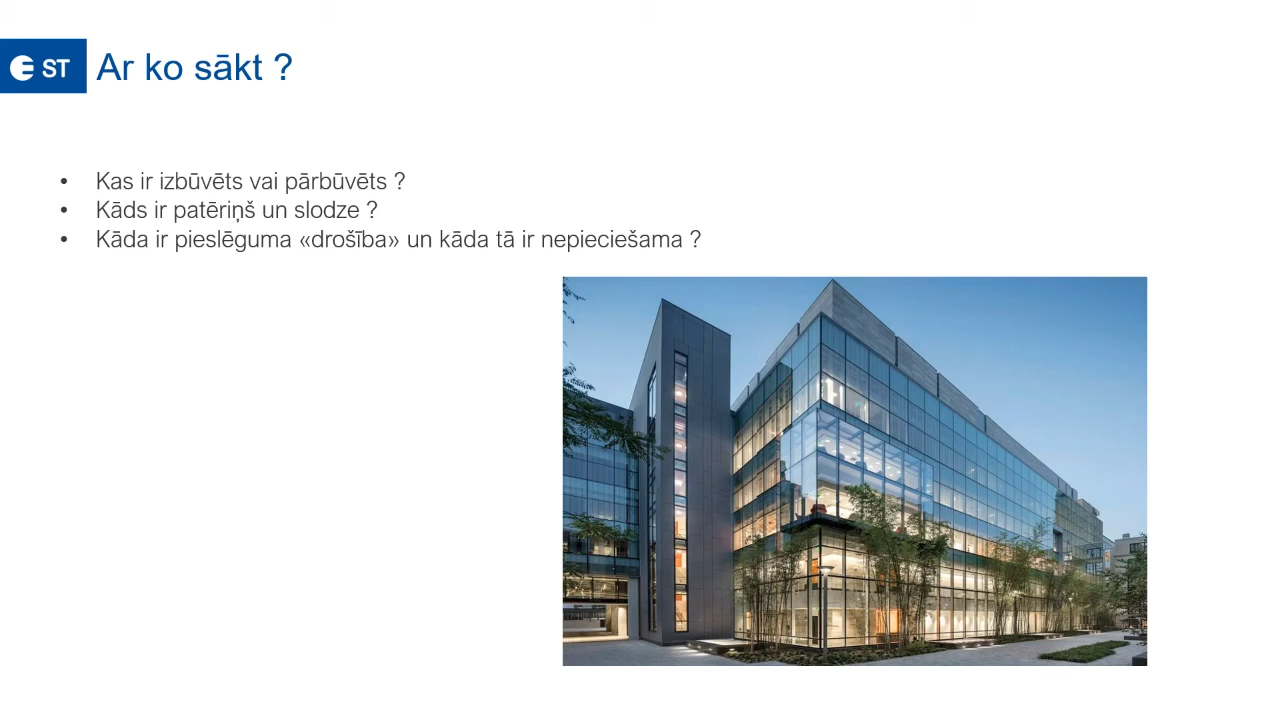 ST
Ar ko sākt ?
• Kas ir izbūvēts vai pārbūvēts ?
• Kāds ir patēriņš un slodze ?
• Kāda ir pieslēguma «drošība» un kāda tā ir nepieciešama ?